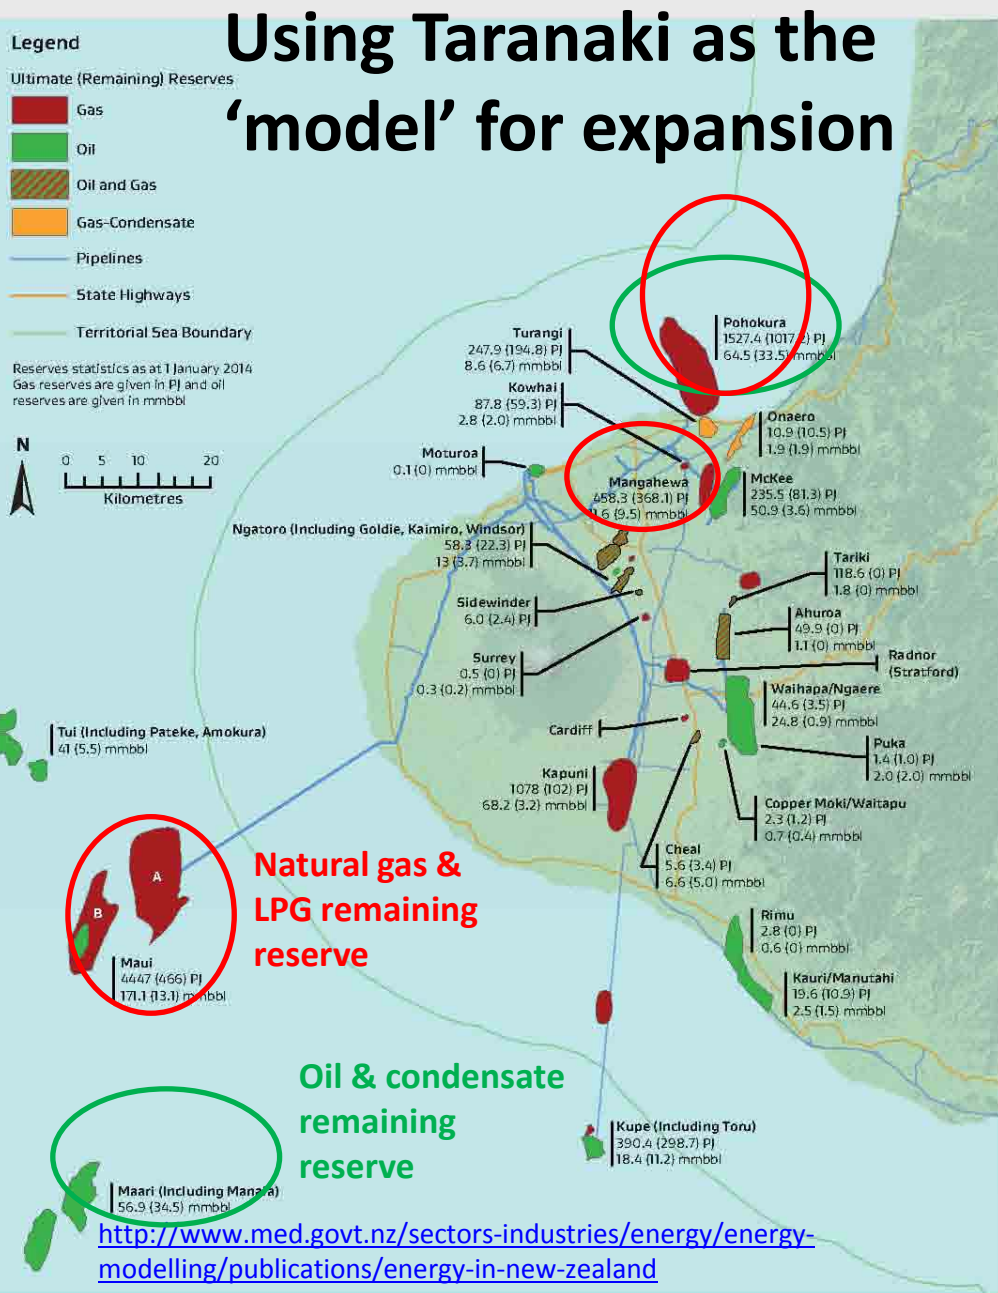 Using Taranaki as the
‘model’ for expansion
Legend
Ultimate (Remaining) Reserves
Gas
Oil
Oil and Gas
Gas-Condensate
Pipelines
State Highways
Territorial Sea Boundary
Reserves statistics as at 1 January 2014
Gas reserves are given in PJ and oil
reserves are given in mmbbl
N
0 5 10 20
Kilometres
Pohokura
1527.4 (1017.2) PJ
64.5 (33.5) mmbbl
Turangi
247.9 (194.8) PJ
8.6 (6.7) mmbbl
Kowhai
87.8 (59.3) PJ
2.8 (2.0) mmbbl
Onaero
10.9 (10.5) PJ
1.9 (1.9) mmbbl
Moturoa
0.1 (0) mmbbl
Mangahewa
458.3 (368.1) PJ
11.6 (9.5) mmbbl
McKee
235.5 (81.3) PJ
50.9 (3.6) mmbbl
Ngatoro (Including Goldie, Kaimiro, Windsor)
58.3 (22.3) PJ
13 (3.7) mmbbl
Tariki
118.6 (0) PJ
1.8 (0) mmbbl
Sidewinder
6.0 (2.4) PJ
Ahuroa
49.9 (0) PJ
1.1 (0) mmbbl
Surrey
0.5 (0) PJ
0.3 (0.2) mmbbl
Radnor
(Stratford)
Waihapa/Ngaere
44.6 (3.5) PJ
24.8 (0.9) mmbbl
Tui (Including Pateke, Amokura)
41 (5.5) mmbbl
Cardiff
Puka
1.4 (1.0) PJ
2.0 (2.0) mmbbl
Kapuni
1078 (102) PJ
68.2 (3.2) mmbbl
Copper Moki/Waitapu
2.3 (1.2) PJ
0.7 (0.4) mmbbl
Cheal
5.6 (3.4) PJ
6.6 (5.0) mmbbl
A
B
Natural gas &
LPG remaining
reserve
Maui
4447 (466) PJ
171.1 (13.1) mmbbl
Rimu
2.8 (0) PJ
0.6 (0) mmbbl
Kauri/Manutahi
19.6 (10.9) PJ
2.5 (1.5) mmbbl
Oil & condensate
remaining
reserve
Kupe (Including Toru)
390.4 (298.7) PJ
18.4 (11.2) mmbbl
Maari (Including Manaia)
56.9 (34.5) mmbbl
http://www.med.govt.nz/sectors-industries/energy/energy-
modelling/publications/energy-in-new-zealand